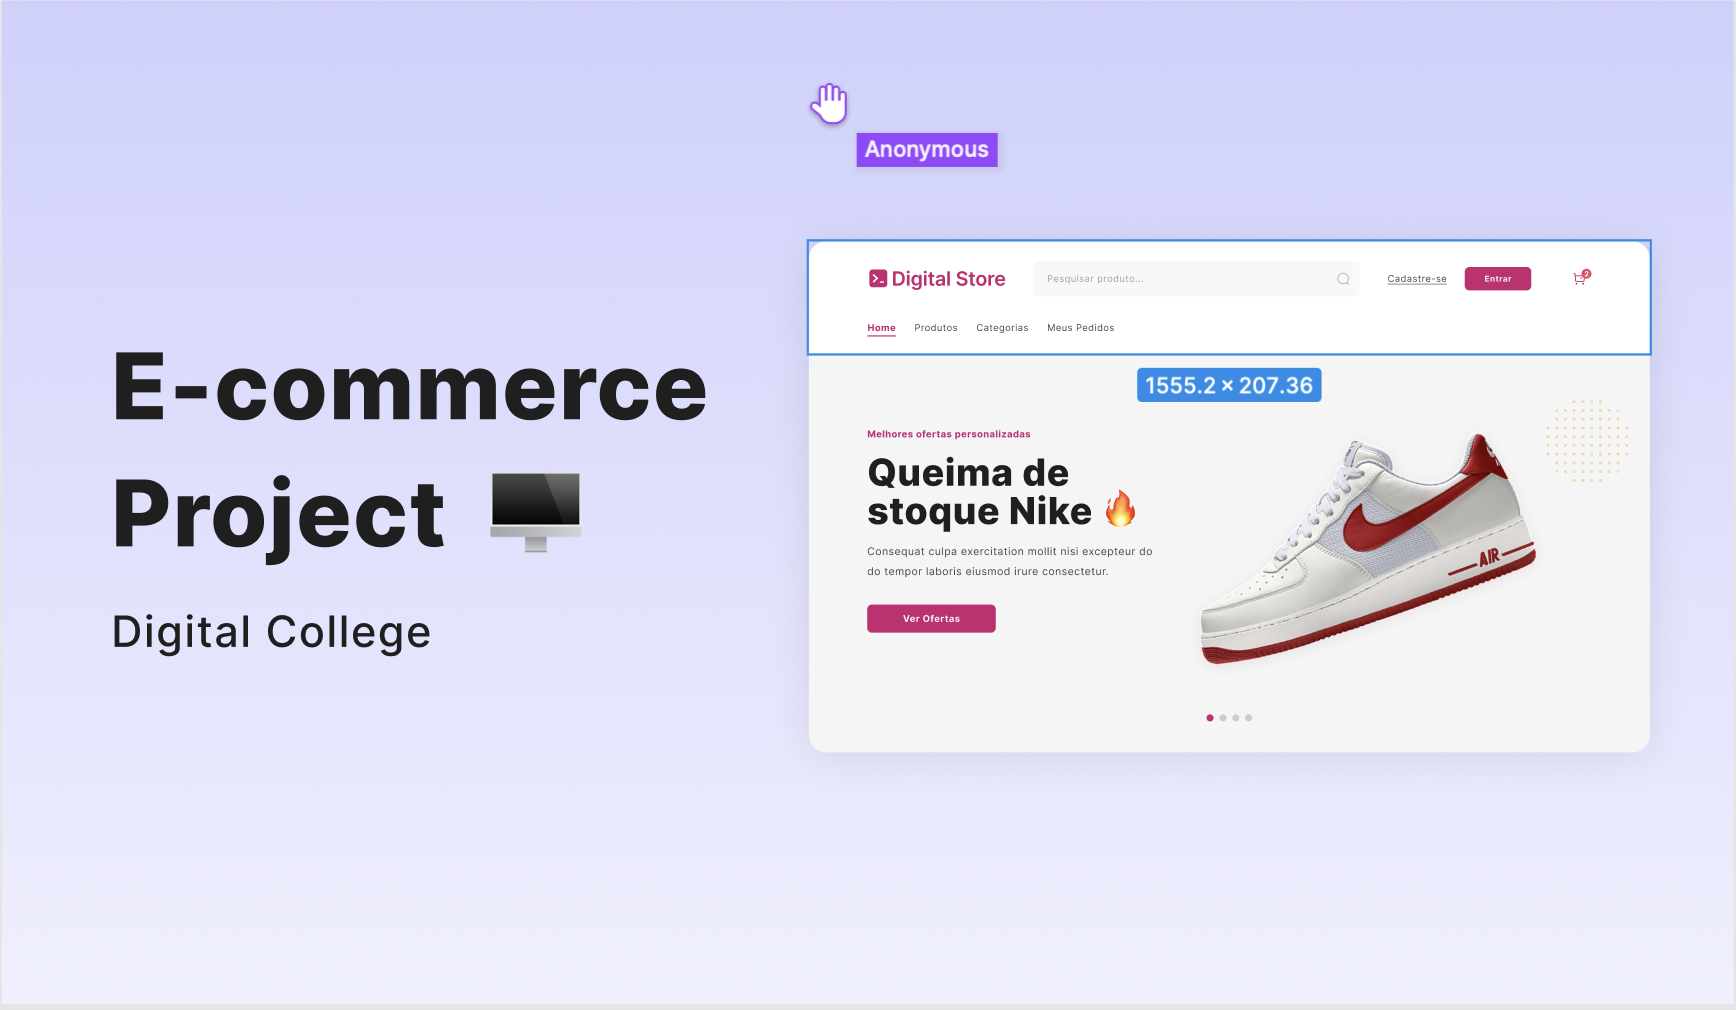 Anonymous
E-commerce
Project
Digital College
Digital Store
Pesquisar produto...
Cadastre-se
Entrar
2
Home
Produtos
Categorias
Meus Pedidos
1555.2 × 207.36
Melhores ofertas personalizadas
Queima de
stoque Nike 🔥
Consequat culpa exercitation mollit nisi excepteur do
do tempor laboris eiusmod irure consectetur.
Ver Ofertas
AIR